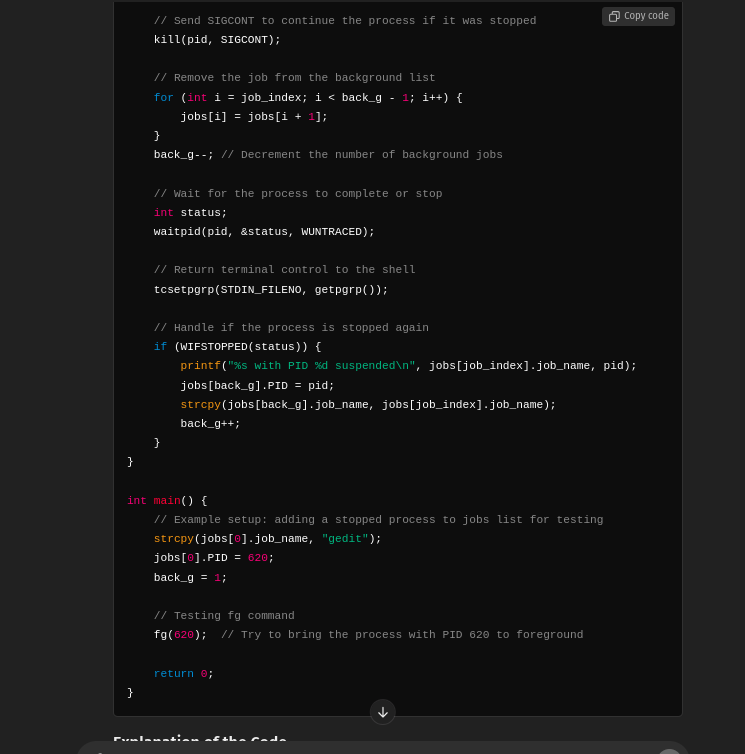 // Send SIGCONT to continue the process if it was stopped
Copy code
kill(pid, SIGCONT);
// Remove the job from the background list
for (int i = job_index; i < back_g - 1; i++) {
jobs[i] = jobs[i + 1];
}
back_g--; // Decrement the number of background jobs
// Wait for the process to complete or stop
int status;
waitpid(pid, &status, WUNTRACED);
// Return terminal control to the shell
tcsetpgrp(STDIN_FILENO, getpgrp());
// Handle if the process is stopped again
if (WIFSTOPPED(status)) {
printf("%s with PID %d suspended\n", jobs[job_index].job_name, pid);
jobs[back_g].PID = pid;
strcpy(jobs[back_g].job_name, jobs[job_index].job_name);
back_g++;
}
}
int main() {
// Example setup: adding a stopped process to jobs list for testing
strcpy(jobs[0].job_name, "gedit");
jobs[0].PID = 620;
back_g = 1;
// Testing fg command
fg(620);  // Try to bring the process with PID 620 to foreground
return 0;
}
Explanation of the Code